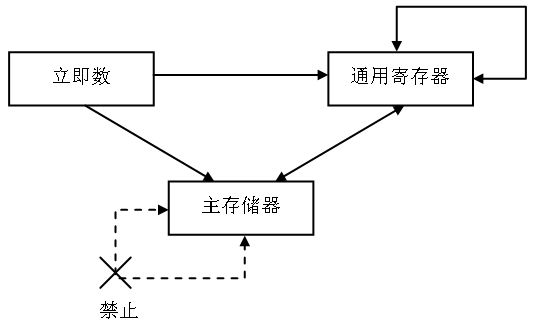 立即数
通用寄存器
主存储器
禁止